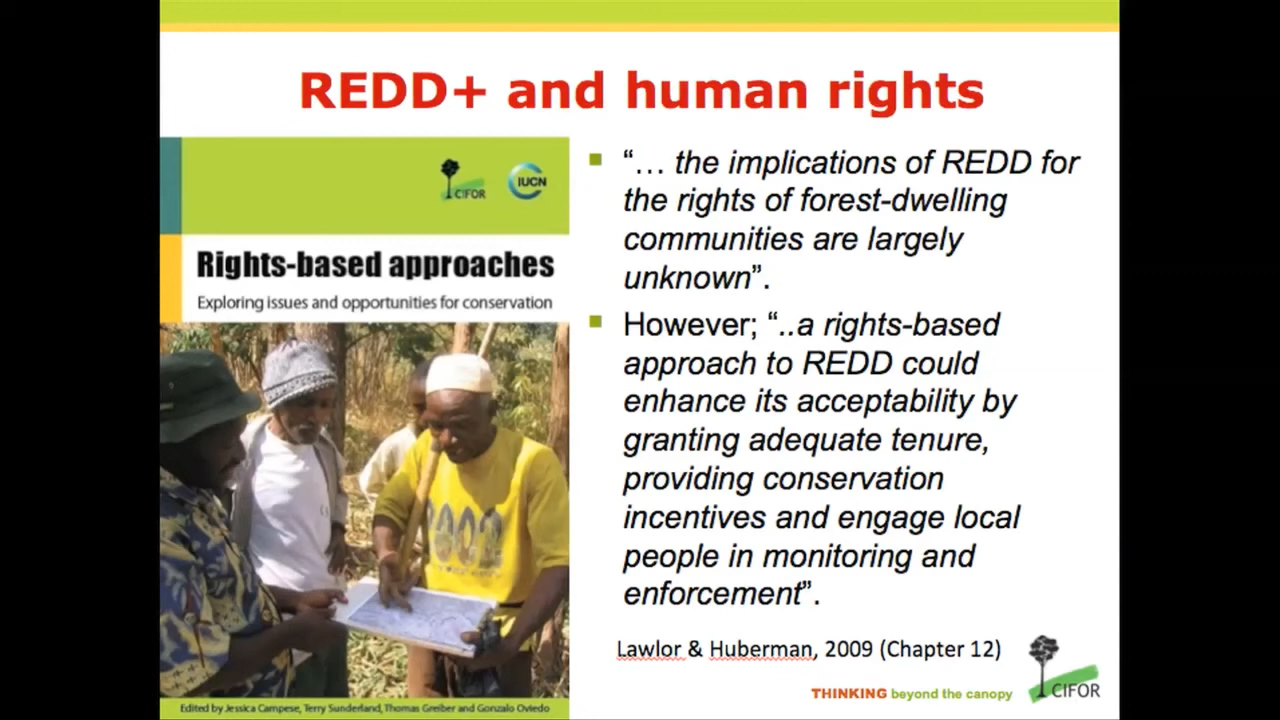 REDD+ and human rights
CIFOR
IUCN
Rights-based approaches
Exploring issues and opportunities for conservation
2002
Edited by Jessica Campese, Terry Sunderland, Thomas Greiber and Gonzalo Oviedo
“… the implications of REDD for
the rights of forest-dwelling
communities are largely
unknown”.
However; “..a rights-based
approach to REDD could
enhance its acceptability by
granting adequate tenure,
providing conservation
incentives and engage local
people in monitoring and
enforcement”.
Lawlor & Huberman, 2009 (Chapter 12)
THINKING beyond the canopy
CIFOR